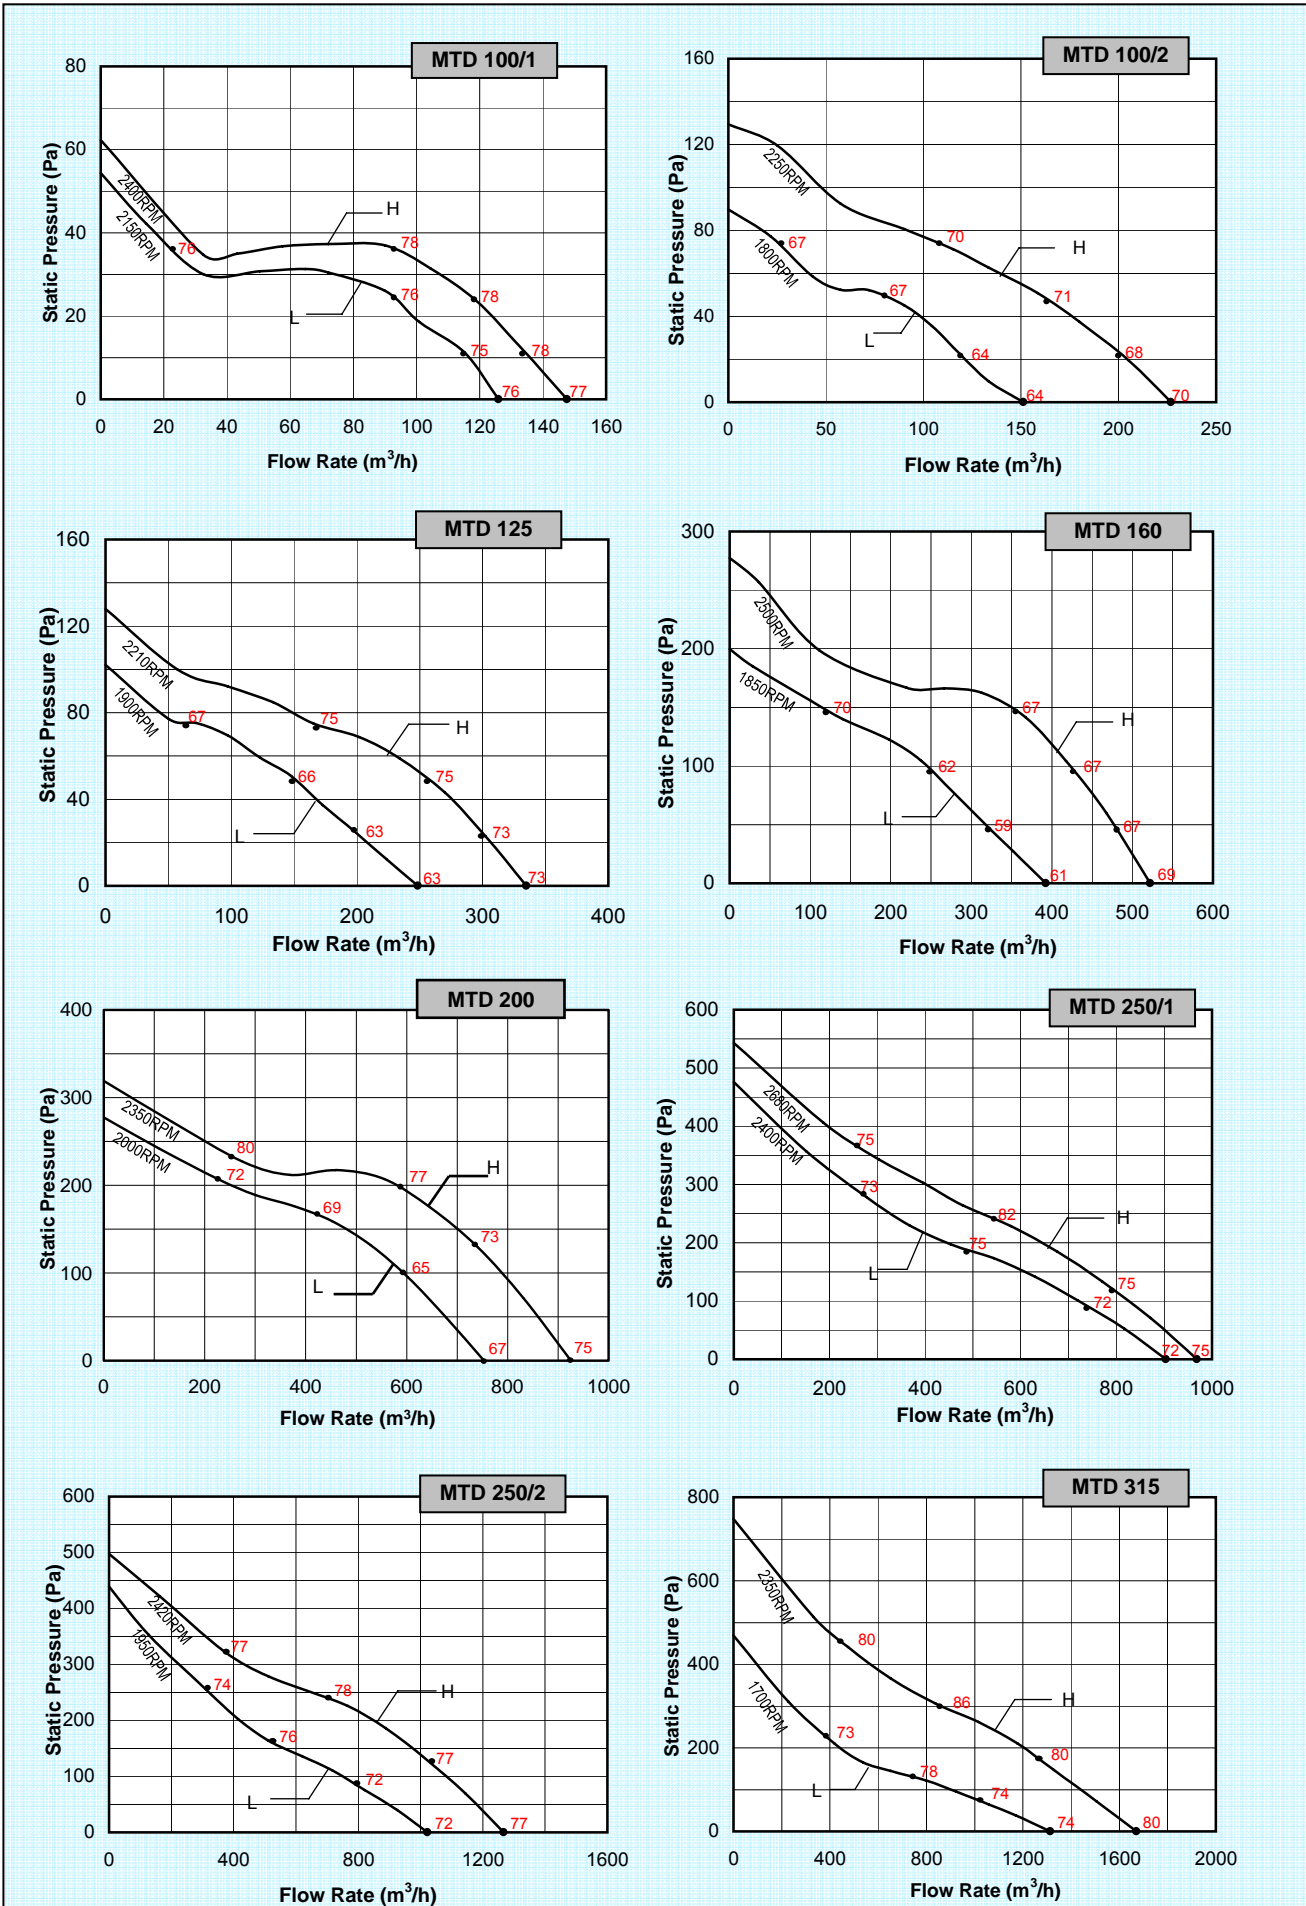 MTD 100/1
Static Pressure (Pa)
80
60
40
20
0
2400RPM
2150RPM
H
L
76
78
78
78
77
76
75
76
0 20 40 60 80 100 120 140 160
Flow Rate (m³/h)
MTD 100/2
Static Pressure (Pa)
160
120
80
40
0
2250RPM
1800RPM
H
L
70
71
68
70
67
67
64
64
0 50 100 150 200 250
Flow Rate (m³/h)
MTD 125
Static Pressure (Pa)
160
120
80
40
0
2210RPM
1900RPM
H
L
75
75
73
73
67
66
63
63
0 100 200 300 400
Flow Rate (m³/h)
MTD 160
Static Pressure (Pa)
300
200
100
0
2500RPM
1850RPM
H
L
67
67
67
69
70
62
59
61
0 100 200 300 400 500 600
Flow Rate (m³/h)
MTD 200
Static Pressure (Pa)
400
300
200
100
0
2350RPM
2000RPM
H
L
80
77
73
75
72
69
65
67
0 200 400 600 800 1000
Flow Rate (m³/h)
MTD 250/1
Static Pressure (Pa)
600
500
400
300
200
100
0
2680RPM
2400RPM
H
L
75
82
75
75
73
75
72
72
0 200 400 600 800 1000
Flow Rate (m³/h)
MTD 250/2
Static Pressure (Pa)
600
500
400
300
200
100
0
2420RPM
1950RPM
H
L
77
78
77
77
74
76
72
72
0 400 800 1200 1600
Flow Rate (m³/h)
MTD 315
Static Pressure (Pa)
800
600
400
200
0
2350RPM
1700RPM
H
L
80
86
80
80
73
78
74
74
0 400 800 1200 1600 2000
Flow Rate (m³/h)